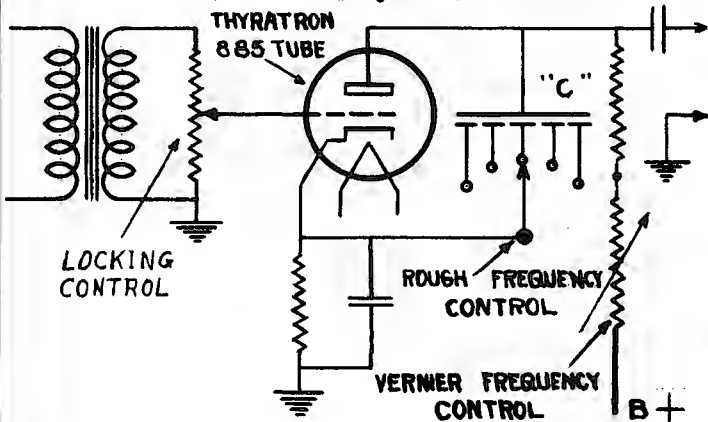 THYRATRON
885 TUBE
"C"
LOCKING
CONTROL
ROUGH FREQUENCY
CONTROL
VERNIER FREQUENCY
CONTROL
B +